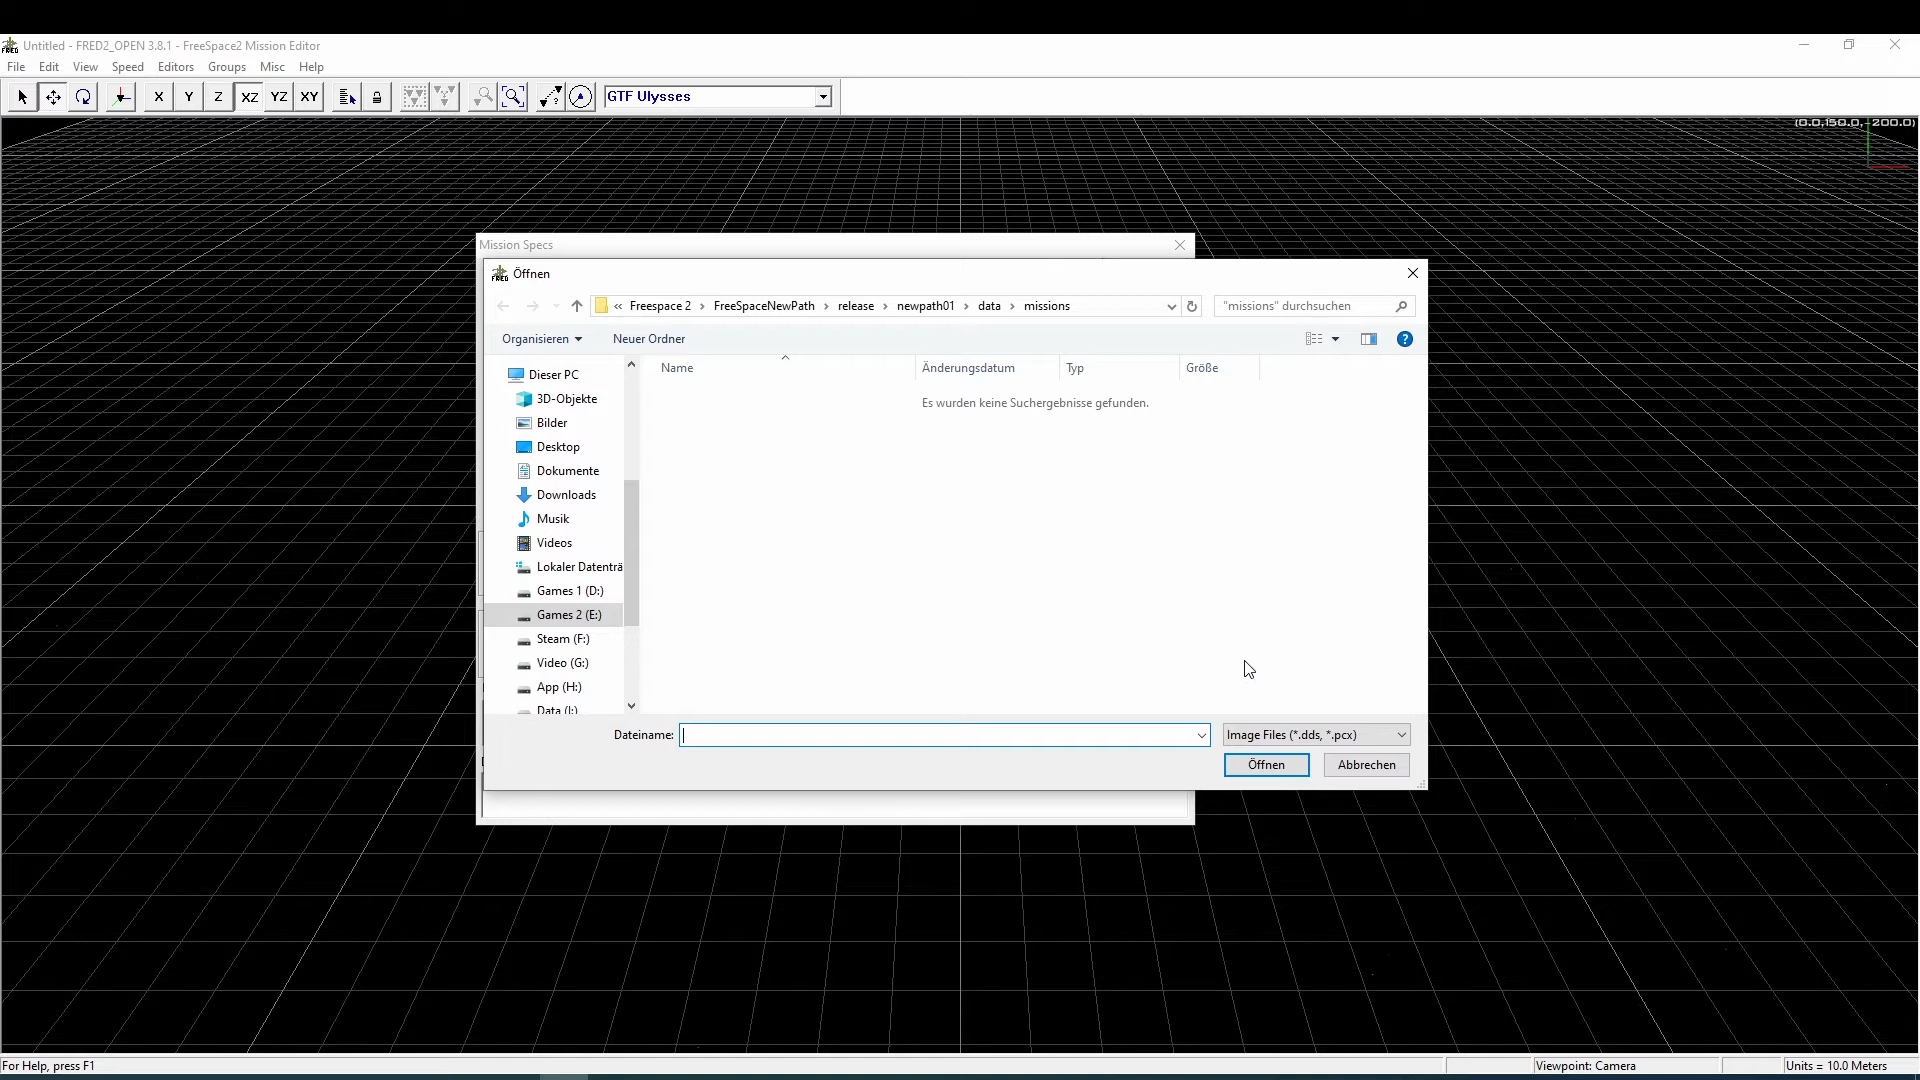 Untitled - FRED2_OPEN 3.8.1 - FreeSpace2 Mission Editor
File Edit View Speed Editors Groups Misc Help
X Y Z XZ YZ XY GTF Ulysses
(0.0,150.0,-200.0)
Mission Specs
Öffnen
« Freespace 2 › FreeSpaceNewPath › release › newpath01 › data › missions "missions" durchsuchen
Organisieren Neuer Ordner
Name Änderungsdatum Typ Größe
Es wurden keine Suchergebnisse gefunden.
Dieser PC
3D-Objekte
Bilder
Desktop
Dokumente
Downloads
Musik
Videos
Lokaler Datenträ
Games 1 (D:)
Games 2 (E:)
Steam (F:)
Video (G:)
App (H:)
Data (I:)
Dateiname: Image Files (*.dds, *.pcx)
Öffnen Abbrechen
For Help, press F1 Viewpoint: Camera Units = 10.0 Meters